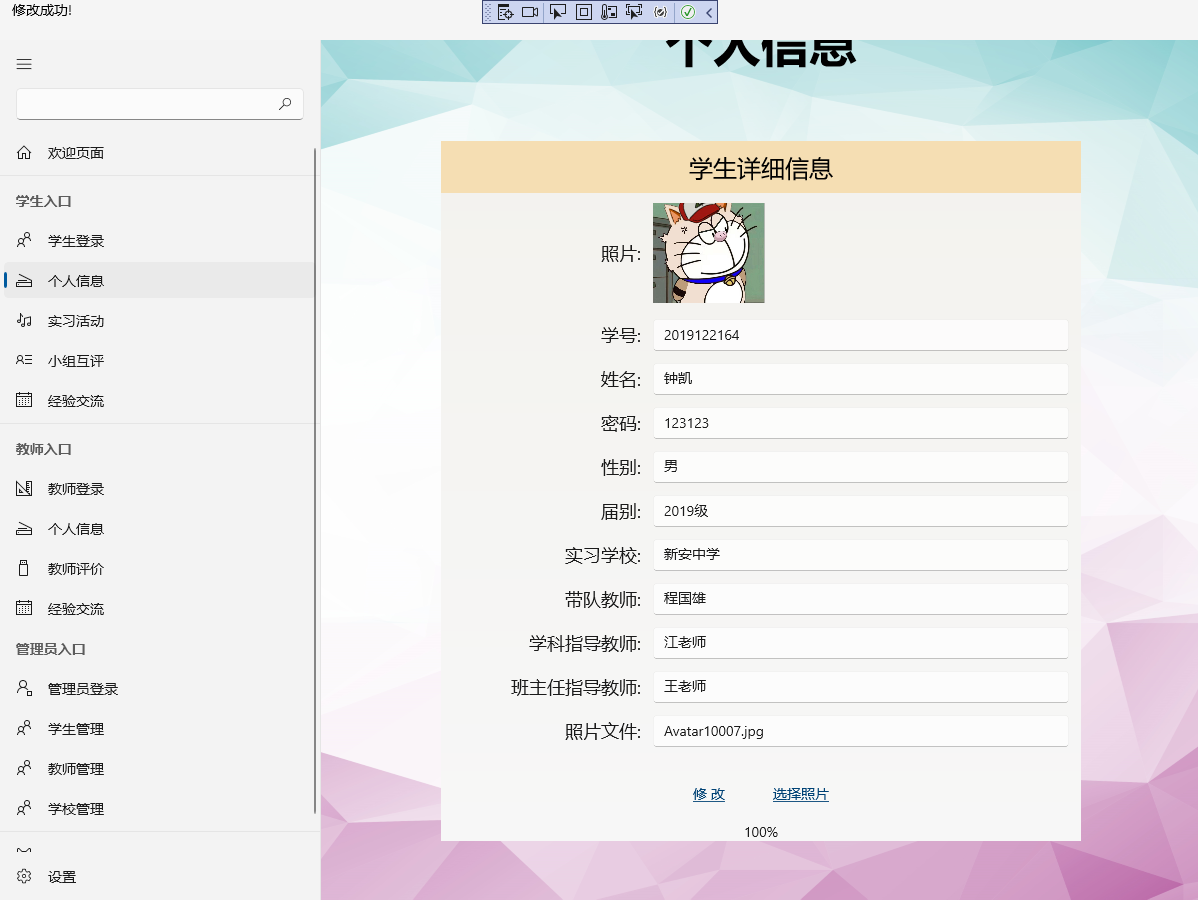 修改成功!
欢迎页面
学生入口
学生登录
个人信息
实习活动
小组互评
经验交流
教师入口
教师登录
个人信息
教师评价
经验交流
管理员入口
管理员登录
学生管理
教师管理
学校管理
设置
个人信息
学生详细信息
照片:
学号: 2019122164
姓名: 钟凯
密码: 123123
性别: 男
届别: 2019级
实习学校: 新安中学
带队教师: 程国雄
学科指导教师: 江老师
班主任指导教师: 王老师
照片文件: Avatar10007.jpg
修 改 选择照片
100%